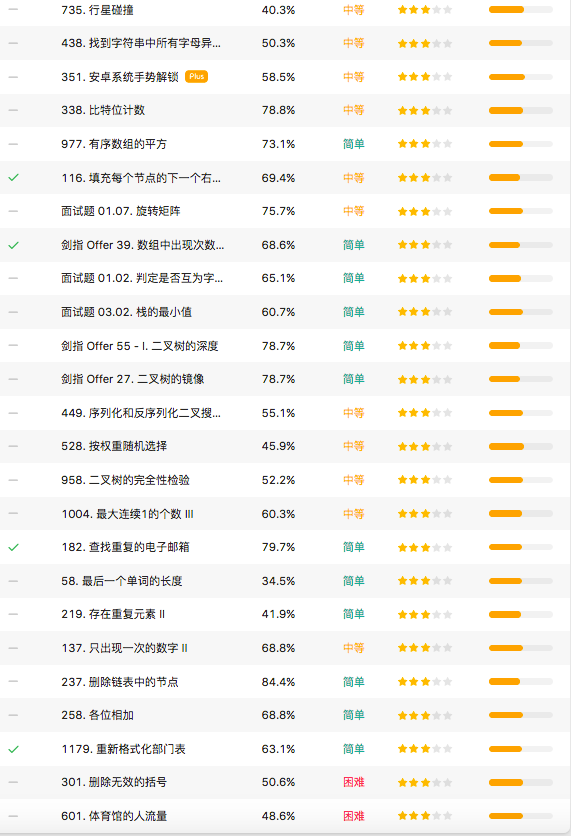 735. 行星碰撞 40.3% 中等
438. 找到字符串中所有字母异... 50.3% 中等
351. 安卓系统手势解锁 Plus 58.5% 中等
338. 比特位计数 78.8% 中等
977. 有序数组的平方 73.1% 简单
116. 填充每个节点的下一个右... 69.4% 中等
面试题 01.07. 旋转矩阵 75.7% 中等
剑指 Offer 39. 数组中出现次数... 68.6% 简单
面试题 01.02. 判定是否互为字... 65.1% 简单
面试题 03.02. 栈的最小值 60.7% 简单
剑指 Offer 55 - I. 二叉树的深度 78.7% 简单
剑指 Offer 27. 二叉树的镜像 78.7% 简单
449. 序列化和反序列化二叉搜... 55.1% 中等
528. 按权重随机选择 45.9% 中等
958. 二叉树的完全性检验 52.2% 中等
1004. 最大连续1的个数 III 60.3% 中等
182. 查找重复的电子邮箱 79.7% 简单
58. 最后一个单词的长度 34.5% 简单
219. 存在重复元素 II 41.9% 简单
137. 只出现一次的数字 II 68.8% 中等
237. 删除链表中的节点 84.4% 简单
258. 各位相加 68.8% 简单
1179. 重新格式化部门表 63.1% 简单
301. 删除无效的括号 50.6% 困难
601. 体育馆的人流量 48.6% 困难